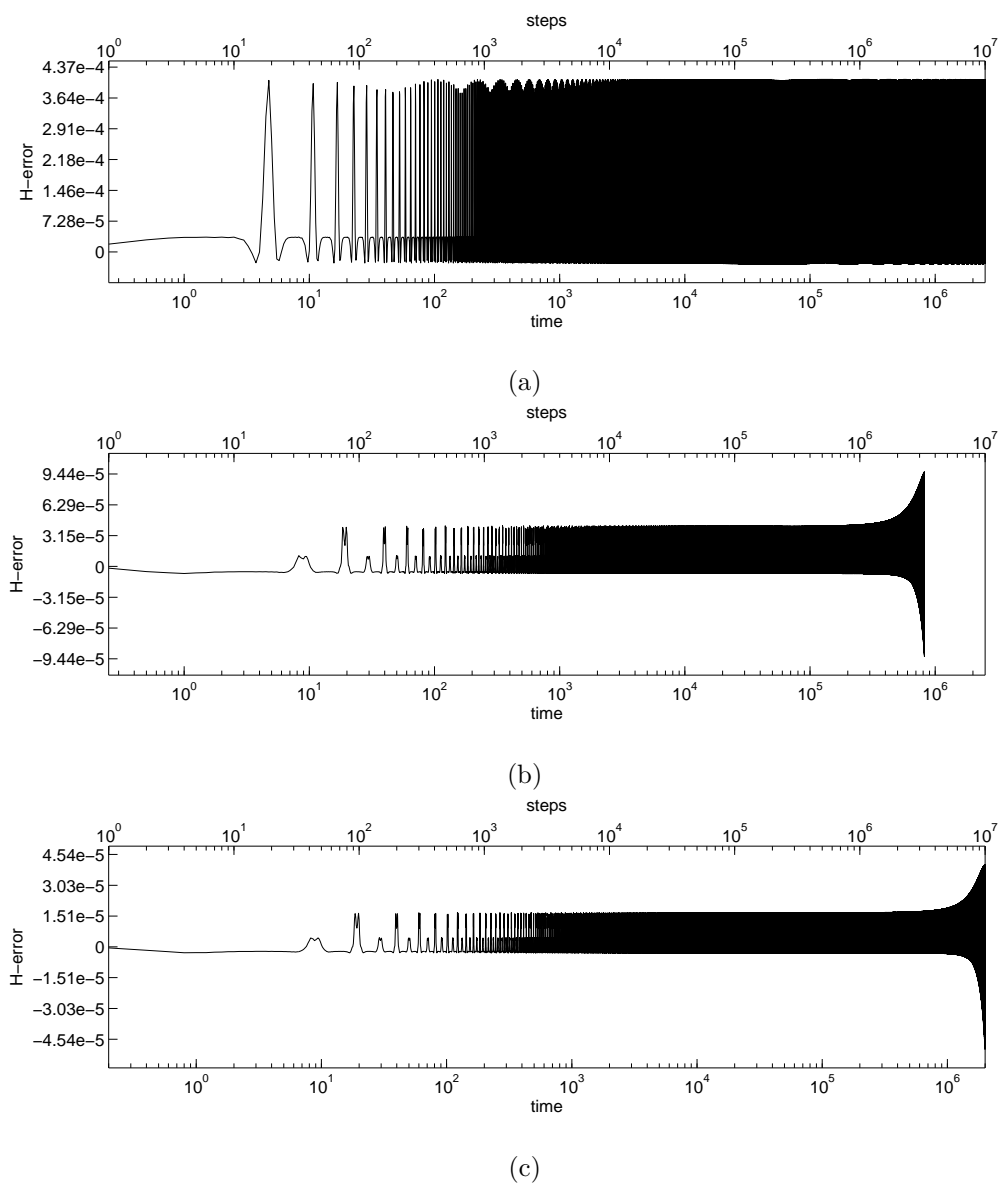 steps
10^0 10^1 10^2 10^3 10^4 10^5 10^6 10^7
4.37e−4
3.64e−4
2.91e−4
2.18e−4
1.46e−4
7.28e−5
0
H−error
10^0 10^1 10^2 10^3 10^4 10^5 10^6
time
(a)
steps
10^0 10^1 10^2 10^3 10^4 10^5 10^6 10^7
9.44e−5
6.29e−5
3.15e−5
0
−3.15e−5
−6.29e−5
−9.44e−5
H−error
10^0 10^1 10^2 10^3 10^4 10^5 10^6
time
(b)
steps
10^0 10^1 10^2 10^3 10^4 10^5 10^6 10^7
4.54e−5
3.03e−5
1.51e−5
0
−1.51e−5
−3.03e−5
−4.54e−5
H−error
10^0 10^1 10^2 10^3 10^4 10^5 10^6
time
(c)